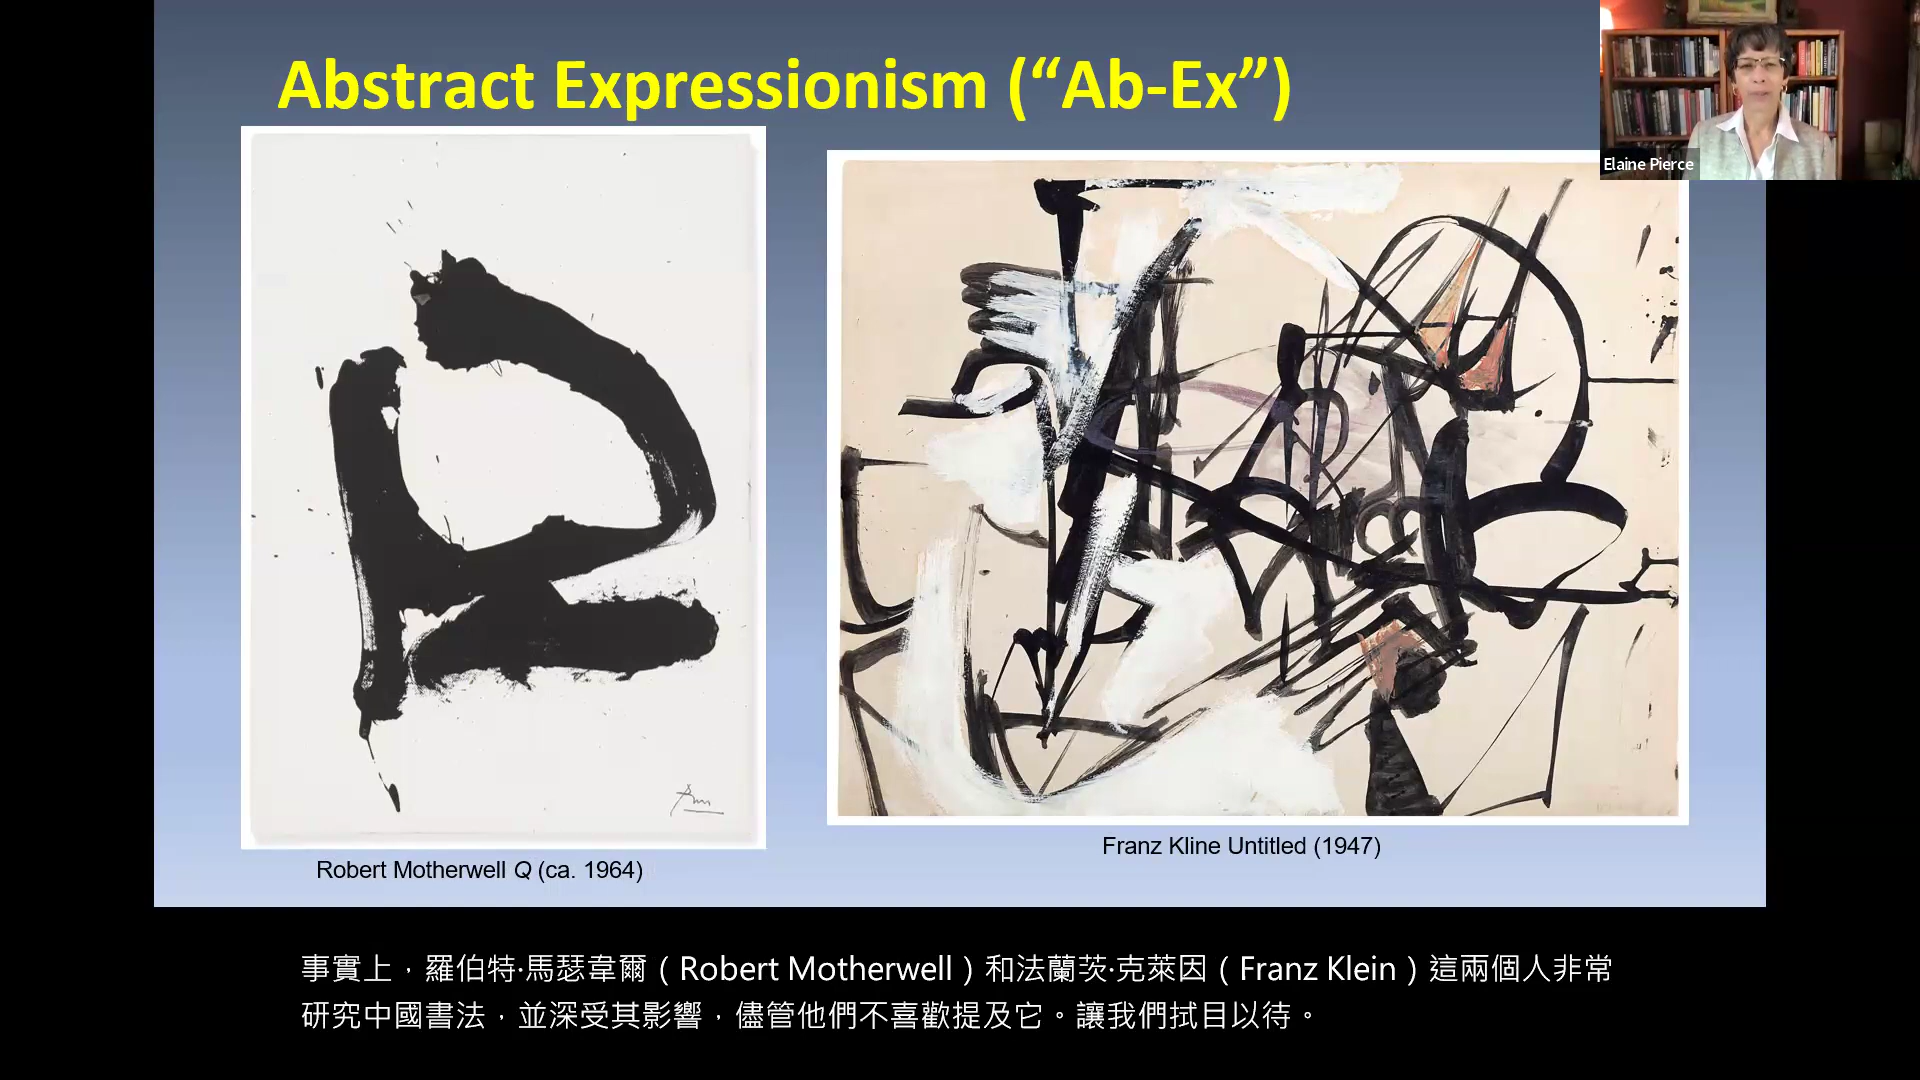 Abstract Expressionism (“Ab-Ex”)
Elaine Pierce
Franz Kline Untitled (1947)
Robert Motherwell Q (ca. 1964)
事實上，羅伯特·馬瑟韋爾（Robert Motherwell）和法蘭茨·克萊因（Franz Klein）這兩個人非常
研究中國書法，並深受其影響，儘管他們不喜歡提及它。讓我們拭目以待。